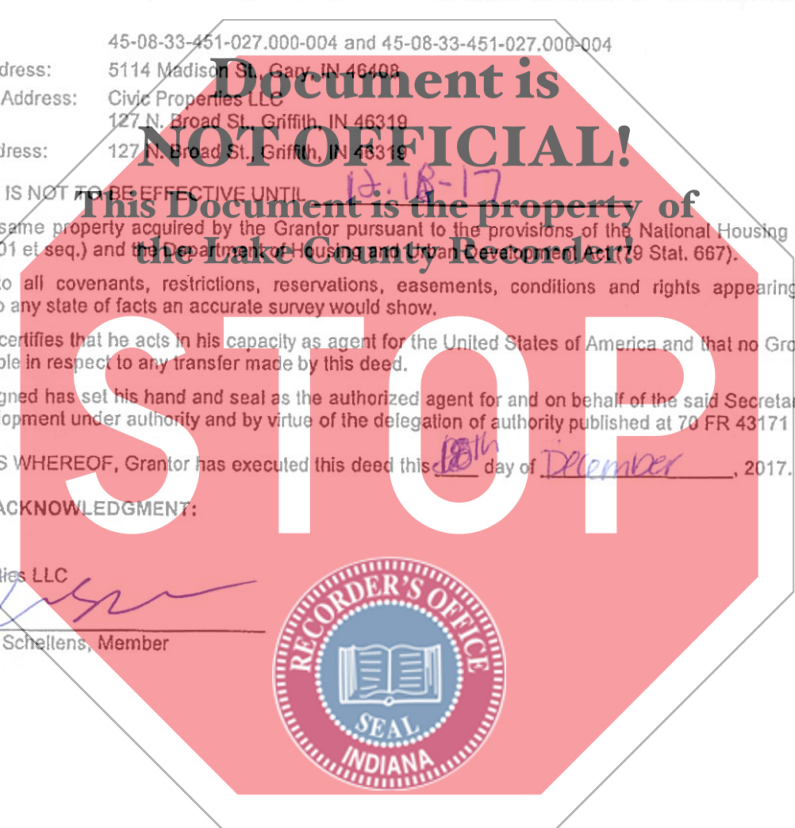 45-08-33-451-027.000-004 and 45-08-33-451-027.000-004
dress: 5114 Madison St., Gary, IN 46408
Address: Civic Properties LLC
127 N. Broad St., Griffith, IN 46319
dress: 127 N. Broad St., Griffith, IN 46319
Document is
NOT OFFICIAL!
This Document is the property of
the Lake County Recorder!
IS NOT TO BE EFFECTIVE UNTIL 12-18-17
same property acquired by the Grantor pursuant to the provisions of the National Housing
01 et seq.) and the Department of Housing and Urban Development Act (79 Stat. 667).
to all covenants, restrictions, reservations, easements, conditions and rights appearing
o any state of facts an accurate survey would show.
certifies that he acts in his capacity as agent for the United States of America and that no Gro
ble in respect to any transfer made by this deed.
gned has set his hand and seal as the authorized agent for and on behalf of the said Secretar
lopment under authority and by virtue of the delegation of authority published at 70 FR 43171
STOP
S WHEREOF, Grantor has executed this deed this 18th day of December, 2017.
ACKNOWLEDGMENT:
ties LLC
Schellens, Member
RECORDER'S OFFICE
SEAL
INDIANA